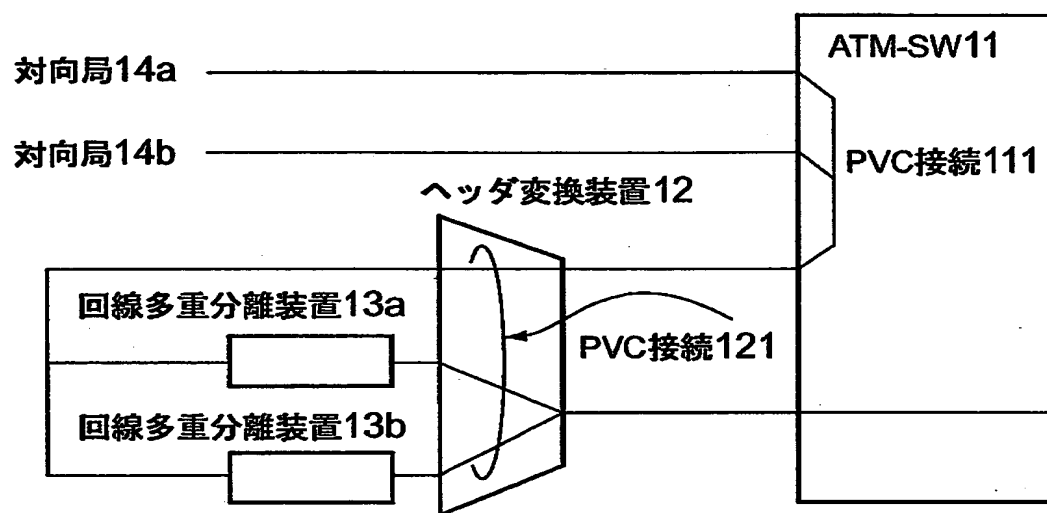 ATM-SW11
対向局14a
対向局14b
PVC接続111
ヘッダ変換装置12
回線多重分離装置13a
PVC接続121
回線多重分離装置13b